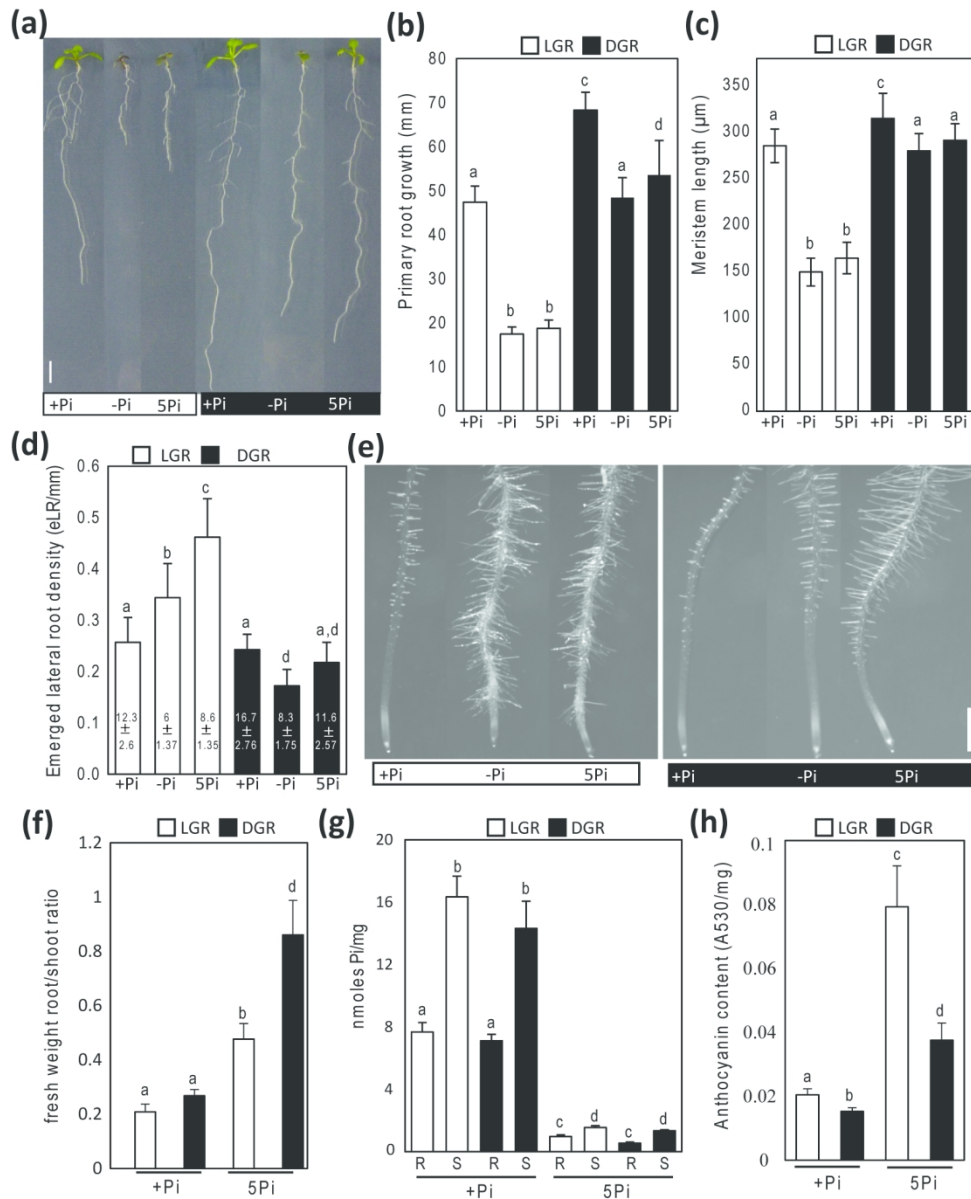 (a)
+Pi -Pi 5Pi +Pi -Pi 5Pi
(b)
LGR DGR
Primary root growth (mm)
80
70
60
50
40
30
20
10
0
a b b c a d
+Pi -Pi 5Pi +Pi -Pi 5Pi
(c)
LGR DGR
Meristem length (µm)
350
300
250
200
150
100
50
0
a b b c a a
+Pi -Pi 5Pi +Pi -Pi 5Pi
(d)
LGR DGR
Emerged lateral root density (eLR/mm)
0.6
0.5
0.4
0.3
0.2
0.1
0.0
a b c a d a,d
12.3 6 8.6 16.7 8.3 11.6
± ± ± ± ± ±
2.6 1.37 1.35 2.76 1.75 2.57
+Pi -Pi 5Pi +Pi -Pi 5Pi
(e)
+Pi -Pi 5Pi +Pi -Pi 5Pi
(f)
LGR DGR
fresh weight root/shoot ratio
1.2
1
0.8
0.6
0.4
0.2
0
a a b d
+Pi 5Pi
(g)
LGR DGR
nmoles Pi/mg
20
16
12
8
4
0
a b a b c d c d
R S R S R S R S
+Pi 5Pi
(h)
LGR DGR
Anthocyanin content (A530/mg)
0.1
0.08
0.06
0.04
0.02
0
a b c d
+Pi 5Pi